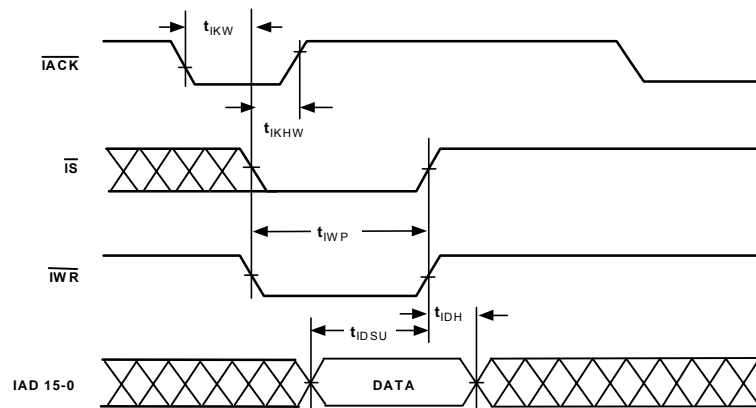 tIKW
IACK
tIKHW
IS
tIWP
IWR
tIDH
tIDSU
IAD 15-0
DATA